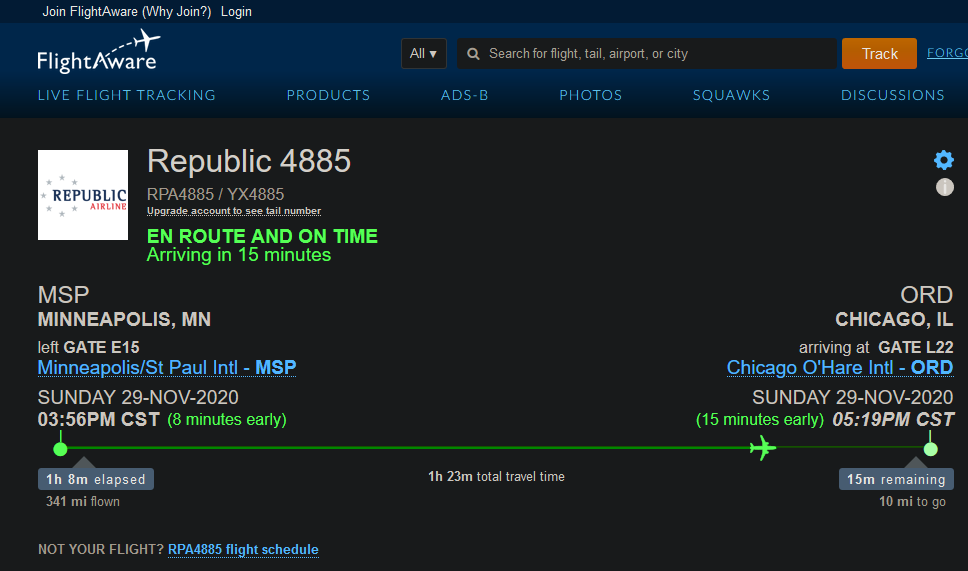 Join FlightAware (Why Join?) Login
FlightAware
All ▾ Search for flight, tail, airport, or city Track
LIVE FLIGHT TRACKING PRODUCTS ADS-B PHOTOS SQUAWKS DISCUSSIONS
REPUBLIC
AIRLINE
Republic 4885
RPA4885 / YX4885
Upgrade account to see tail number
EN ROUTE AND ON TIME
Arriving in 15 minutes
MSP ORD
MINNEAPOLIS, MN CHICAGO, IL
left GATE E15 arriving at GATE L22
Minneapolis/St Paul Intl - MSP Chicago O'Hare Intl - ORD
SUNDAY 29-NOV-2020 SUNDAY 29-NOV-2020
03:56PM CST (8 minutes early) (15 minutes early) 05:19PM CST
1h 8m elapsed 1h 23m total travel time 15m remaining
341 mi flown 10 mi to go
NOT YOUR FLIGHT? RPA4885 flight schedule